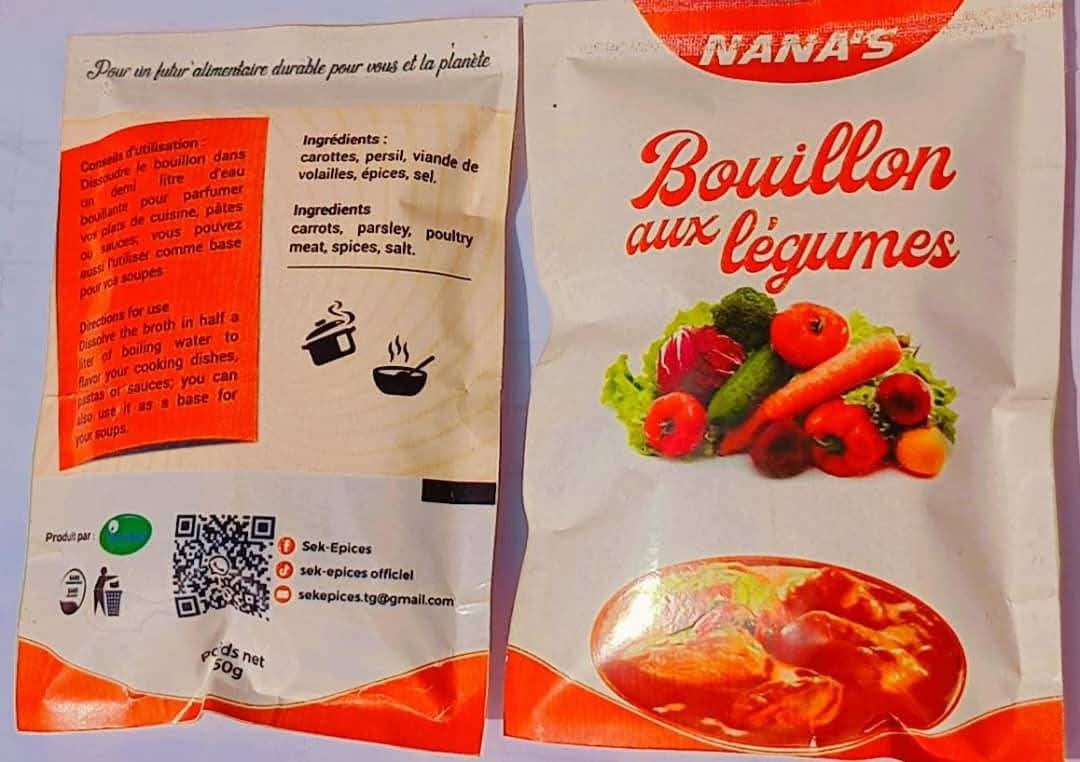 Pour un futur alimentaire durable pour vous et la planète
Conseils d'utilisation :
Dissoudre le bouillon dans
un demi litre d'eau
bouillante pour parfumer
vos plats de cuisine, pâtes
ou sauces; vous pouvez
aussi l'utiliser comme base
pour vos soupes
Directions for use
Dissolve the broth in half a
liter of boiling water to
flavor your cooking dishes,
pastas or sauces; you can
also use it as a base for
your soups.
Ingrédients :
carottes, persil, viande de
volailles, épices, sel.
Ingredients
carrots, parsley, poultry
meat, spices, salt.
Produit par :
Sek-Epices
sek-epices officiel
sekepices.tg@gmail.com
Poids net
50g
NANA'S
Bouillon
aux légumes